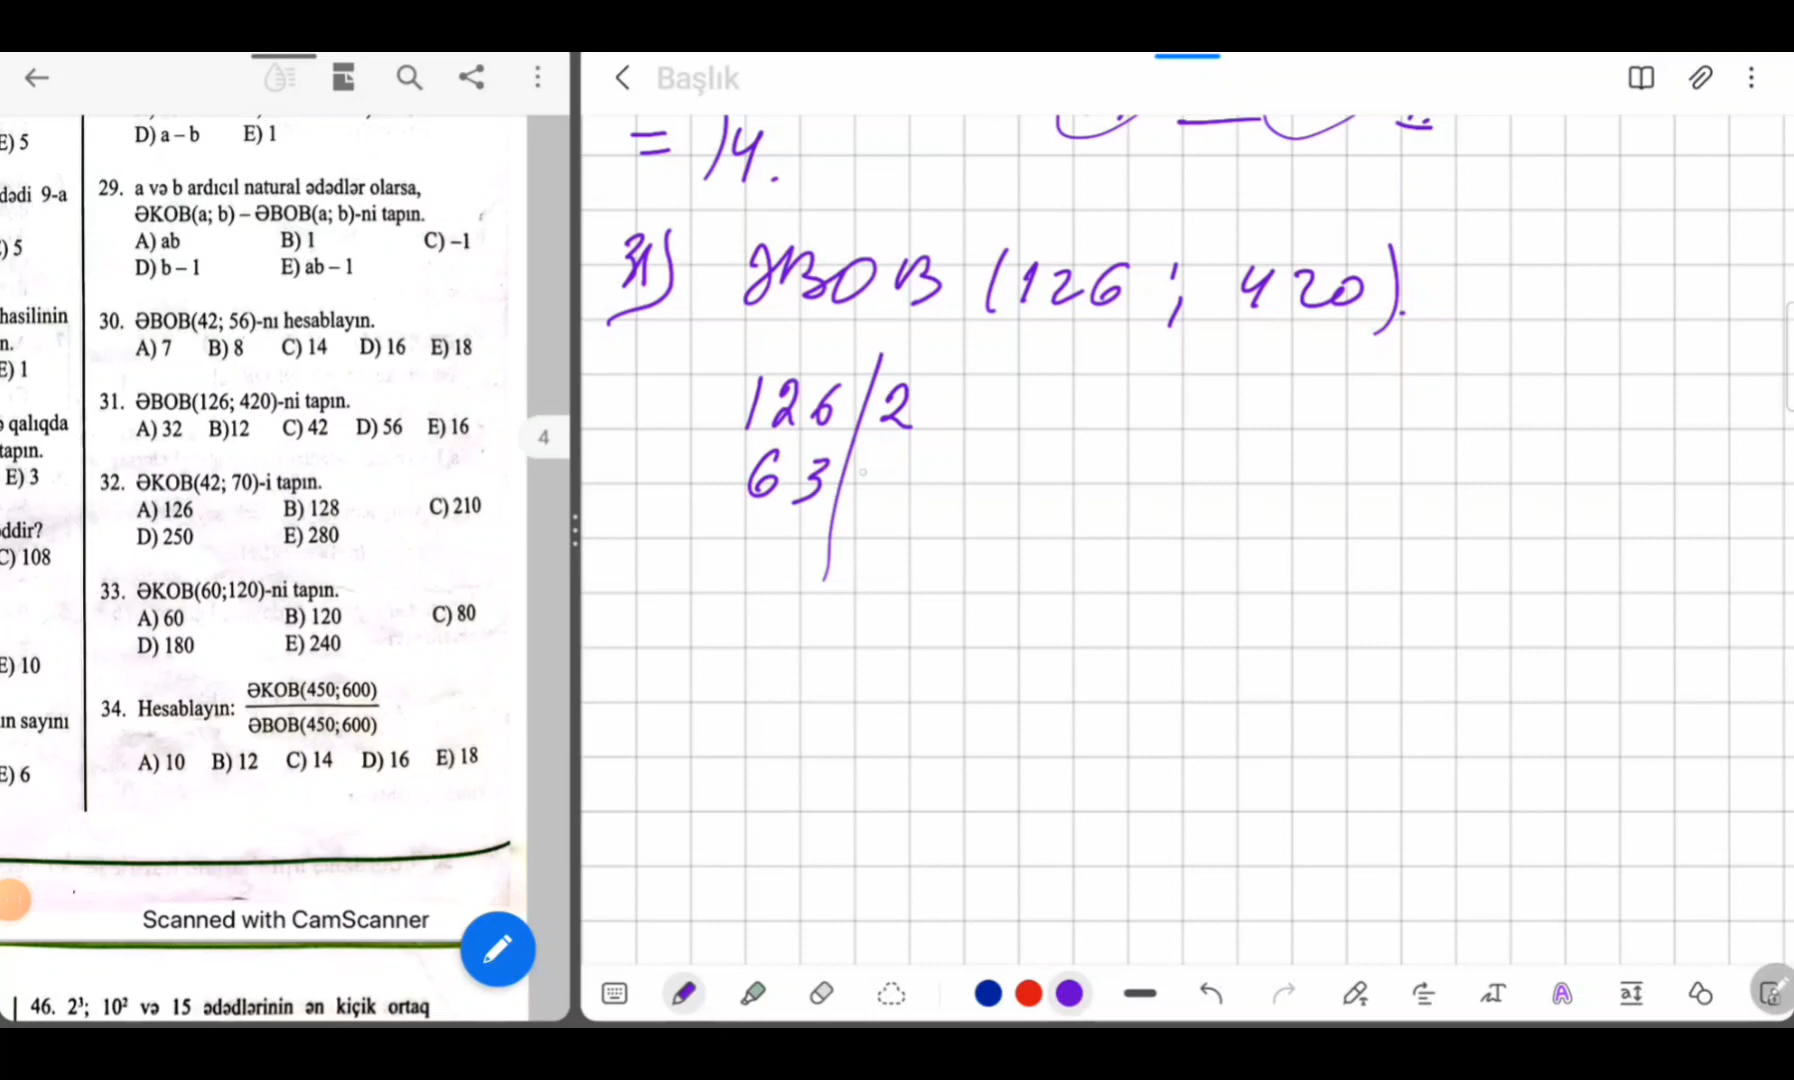 Başlık
E) 5
dədi 9-a
) 5
hasilinin
n.
E) 1
ə qalıqda
tapın.
E) 3
əddir?
C) 108
E) 10
ın sayını
E) 6
D) a – b E) 1
29. a və b ardıcıl natural ədədlər olarsa,
ƏKOB(a; b) – ƏBOB(a; b)-ni tapın.
A) ab B) 1 C) –1
D) b – 1 E) ab – 1
30. ƏBOB(42; 56)-nı hesablayın.
A) 7 B) 8 C) 14 D) 16 E) 18
31. ƏBOB(126; 420)-ni tapın.
A) 32 B)12 C) 42 D) 56 E) 16
32. ƏKOB(42; 70)-i tapın.
A) 126 B) 128 C) 210
D) 250 E) 280
33. ƏKOB(60;120)-ni tapın.
A) 60 B) 120 C) 80
D) 180 E) 240
34. Hesablayın: ƏKOB(450;600)
ƏBOB(450;600)
A) 10 B) 12 C) 14 D) 16 E) 18
4
Scanned with CamScanner
46. 2³; 10² və 15 ədədlərinin ən kiçik ortaq
= 14.
31) ƏBOB (126 ; 420).
126 / 2
63